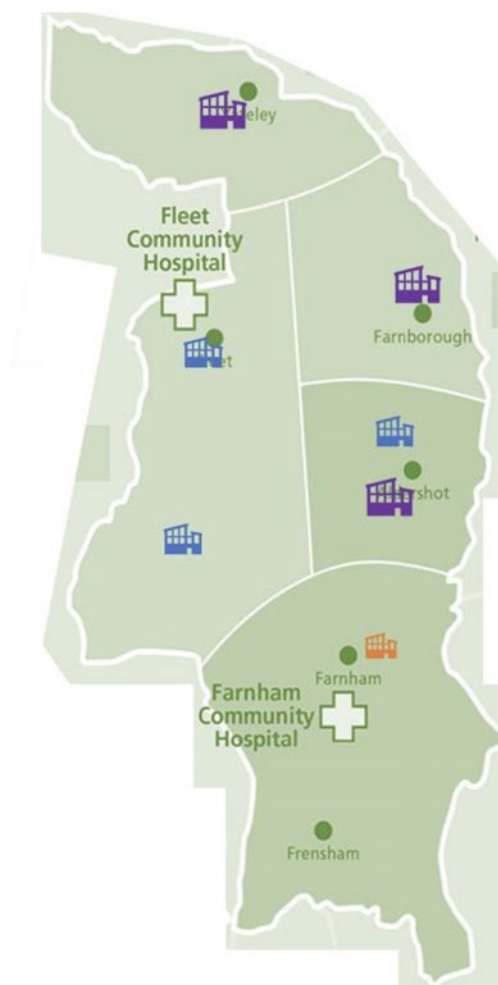 Fleet
Community
Hospital
Farnborough
Farnham
Farnham
Community
Hospital
Frensham